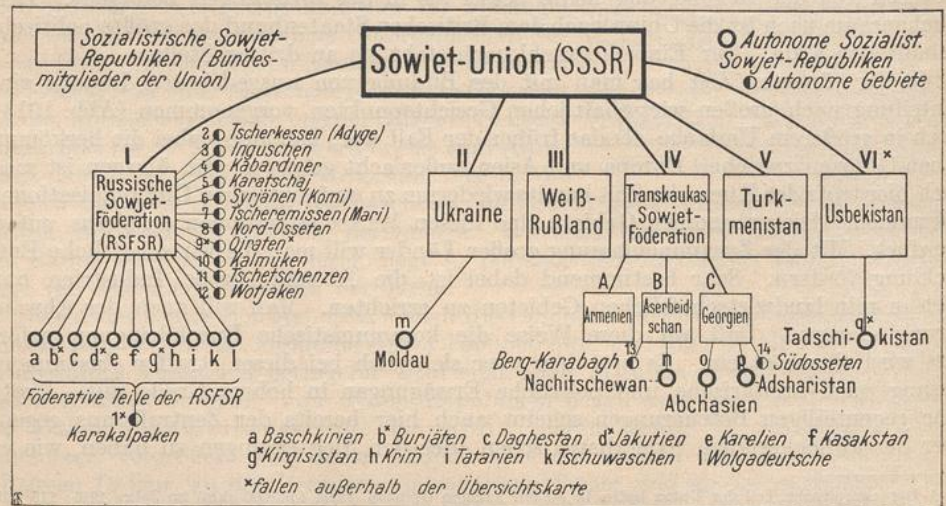 Sozialistische Sowjet-
Republiken (Bundes-
mitglieder der Union)
Sowjet-Union (SSSR)
Autonome Sozialist.
Sowjet-Republiken
Autonome Gebiete
I
II
III
IV
V
VI*
Russische
Sowjet-
Föderation
(RSFSR)
2 Tscherkessen (Adyge)
3 Inguschen
4 Kabardiner
5 Karatschaj
6 Syrjänen (Komi)
7 Tscheremissen (Mari)
8 Nord-Osseten
9* Ojraten*
10 Kalmüken
11 Tschetschenzen
12 Wotjaken
Ukraine
Weiß-
Rußland
Transkaukas.
Sowjet-
Föderation
Turk-
menistan
Usbekistan
A B C
Armenien
Aserbeid-
schan
Georgien
a b* c d* e f g* h i k l
Föderative Teile der RSFSR
1*
Karakalpaken
m
Moldau
13
Berg-Karabagh
n
Nachitschewan
o
Abchasien
p
Adsharistan
14
Südosseten
q*
Tadschi-kistan
a Baschkirien b* Burjäten c Daghestan d* Jakutien e Karelien f Kasakstan
g* Kirgisistan h Krim i Tatarien k Tschuwaschen l Wolgadeutsche
*fallen außerhalb der Übersichtskarte